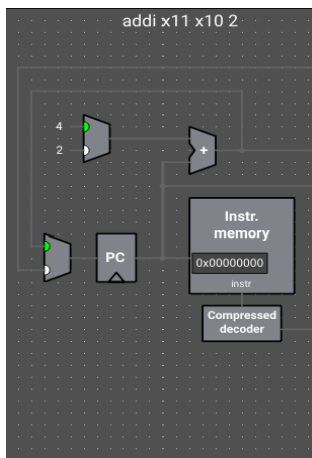 addi x11 x10 2
4
2
+
Instr.
memory
PC
0x00000000
instr
Compressed
decoder